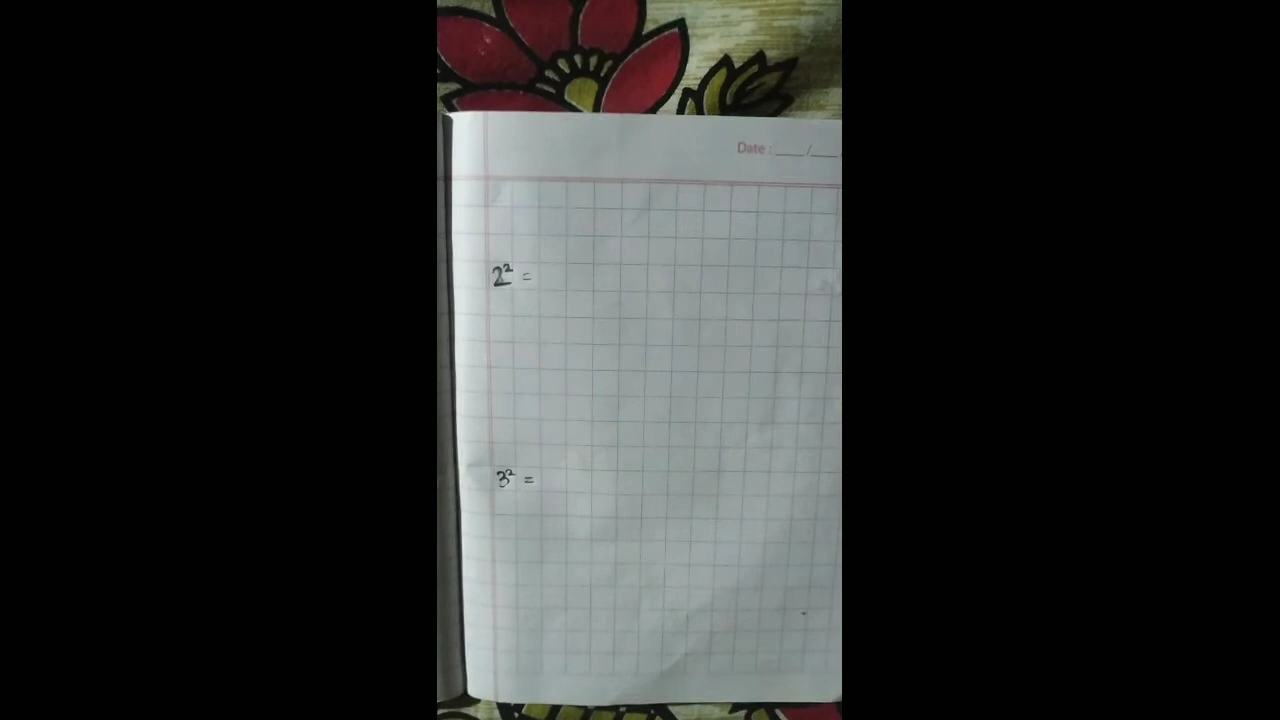 Date : ___ /___
2² =
3² =